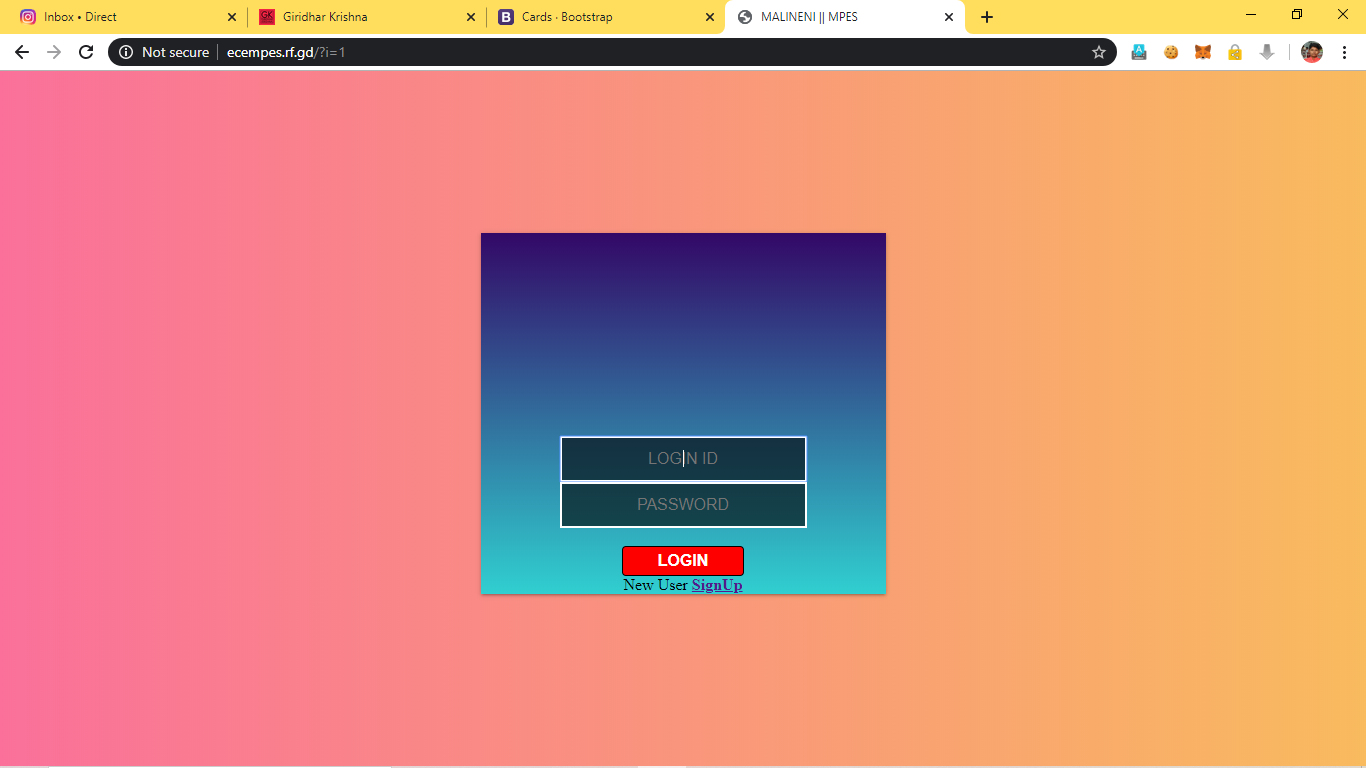 Inbox • Direct
Giridhar Krishna
Cards · Bootstrap
MALINENI || MPES
Not secure
ecempes.rf.gd/?i=1
LOGIN ID
PASSWORD
LOGIN
New User SignUp